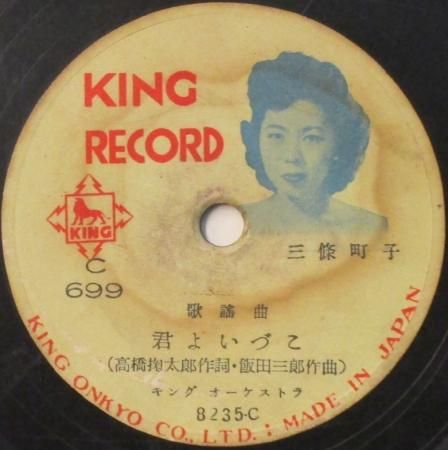 KING
RECORD
KING
C
699
三條町子
歌謡曲
君よいづこ
(高橋掬太郎作詞・飯田三郎作曲)
キング オーケストラ
8235-C
KING ONKYO CO., LTD.: MADE IN JAPAN